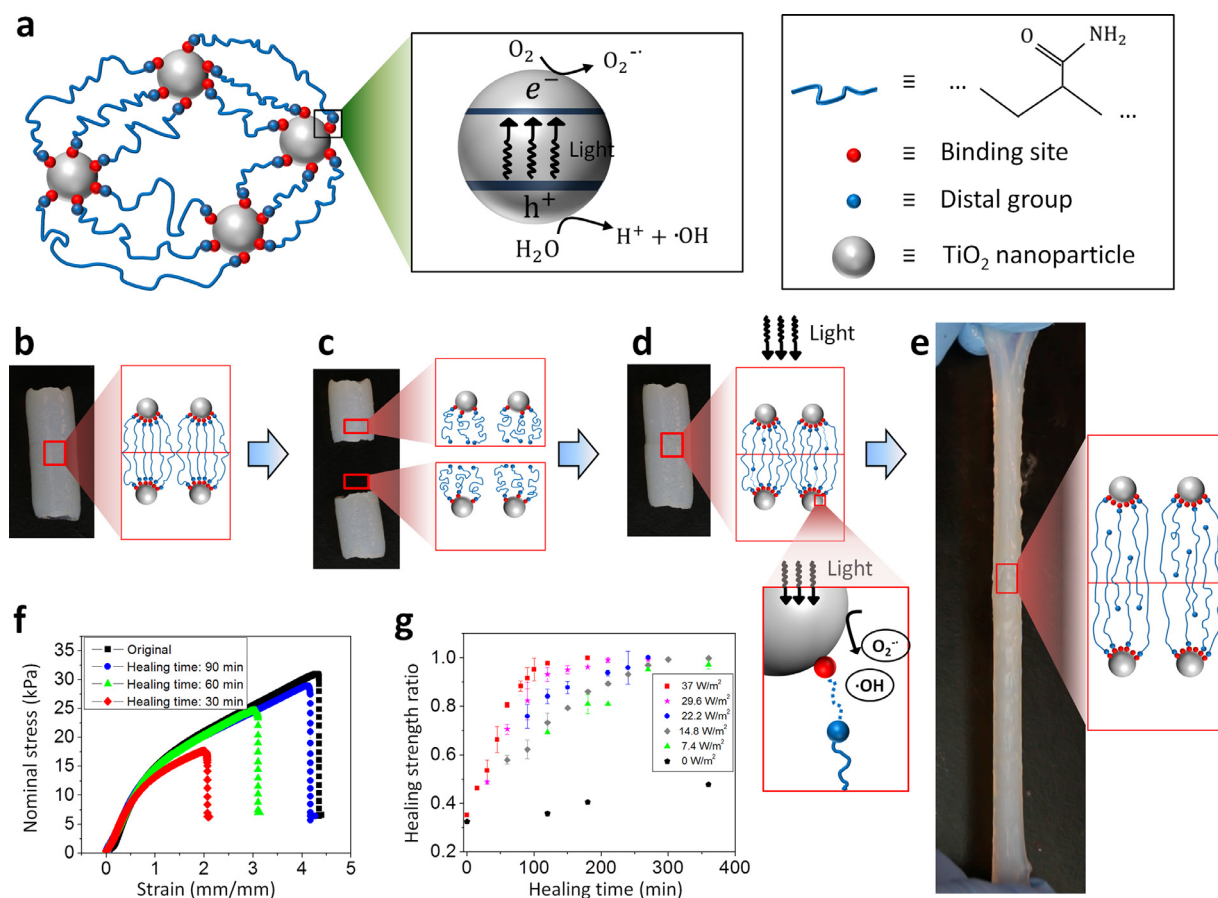 a
O₂
O₂⁻·
e⁻
Light
h⁺
H₂O
H⁺ + ·OH
O
NH₂
≡ ... ...
≡ Binding site
≡ Distal group
≡ TiO₂ nanoparticle
b
c
d
Light
e
Light
O₂⁻·
·OH
f
Original
Healing time: 90 min
Healing time: 60 min
Healing time: 30 min
Nominal stress (kPa)
35
30
25
20
15
10
5
0
0 1 2 3 4 5
Strain (mm/mm)
g
Healing strength ratio
1.0
0.8
0.6
0.4
0.2
37 W/m²
29.6 W/m²
22.2 W/m²
14.8 W/m²
7.4 W/m²
0 W/m²
0 100 200 300 400
Healing time (min)